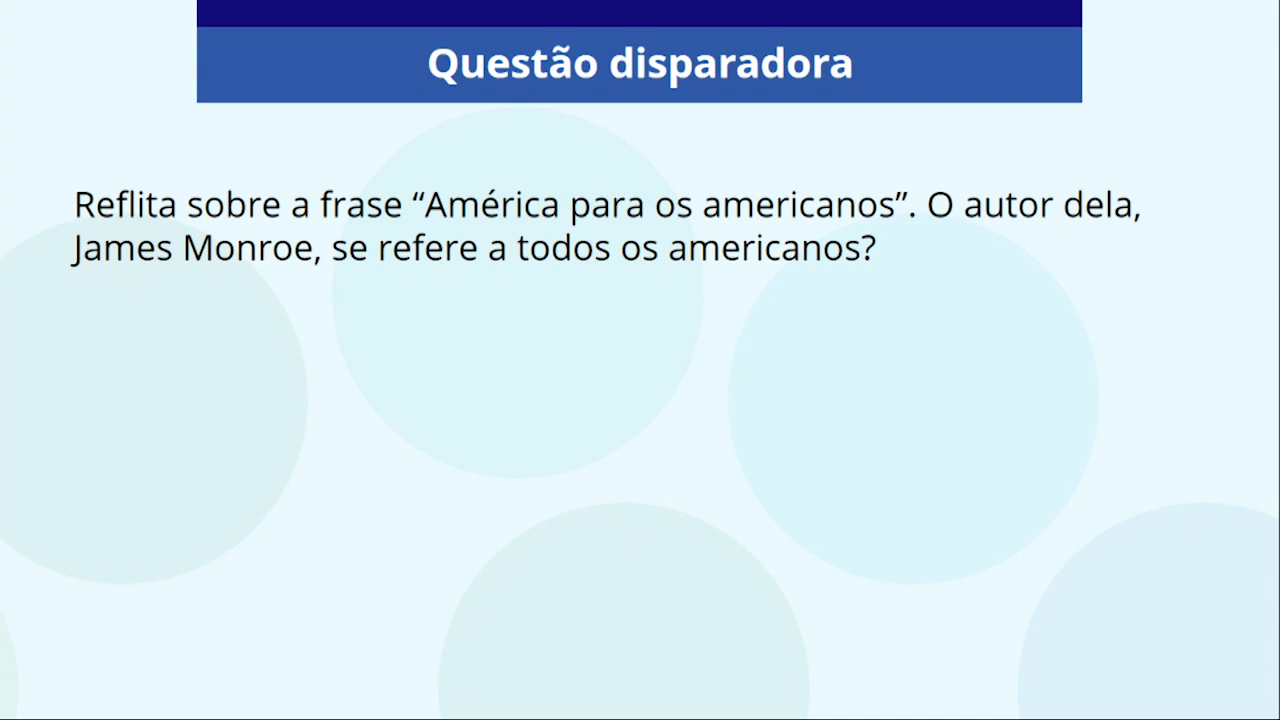 Questão disparadora
Reflita sobre a frase “América para os americanos”. O autor dela,
James Monroe, se refere a todos os americanos?